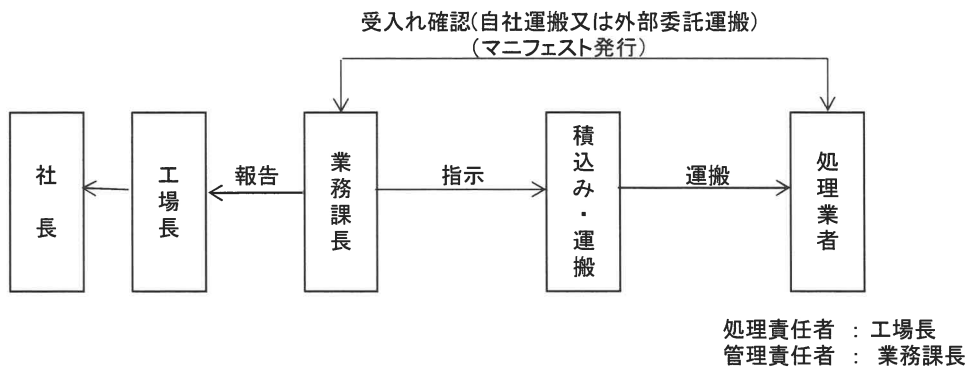 受入れ確認(自社運搬又は外部委託運搬)
(マニフェスト発行)
社長
工場長
報告
業務課長
指示
積込み・運搬
運搬
処理業者
処理責任者 : 工場長
管理責任者 : 業務課長